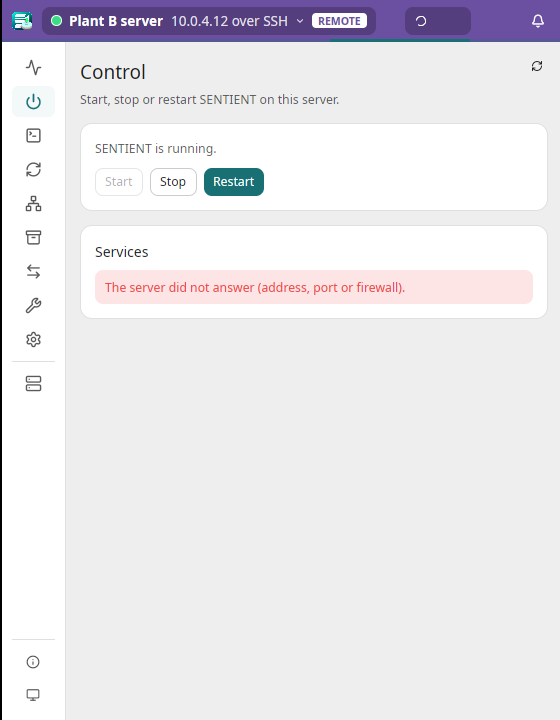 Plant B server 10.0.4.12 over SSH REMOTE
Control
Start, stop or restart SENTIENT on this server.
SENTIENT is running.
Start Stop Restart
Services
The server did not answer (address, port or firewall).